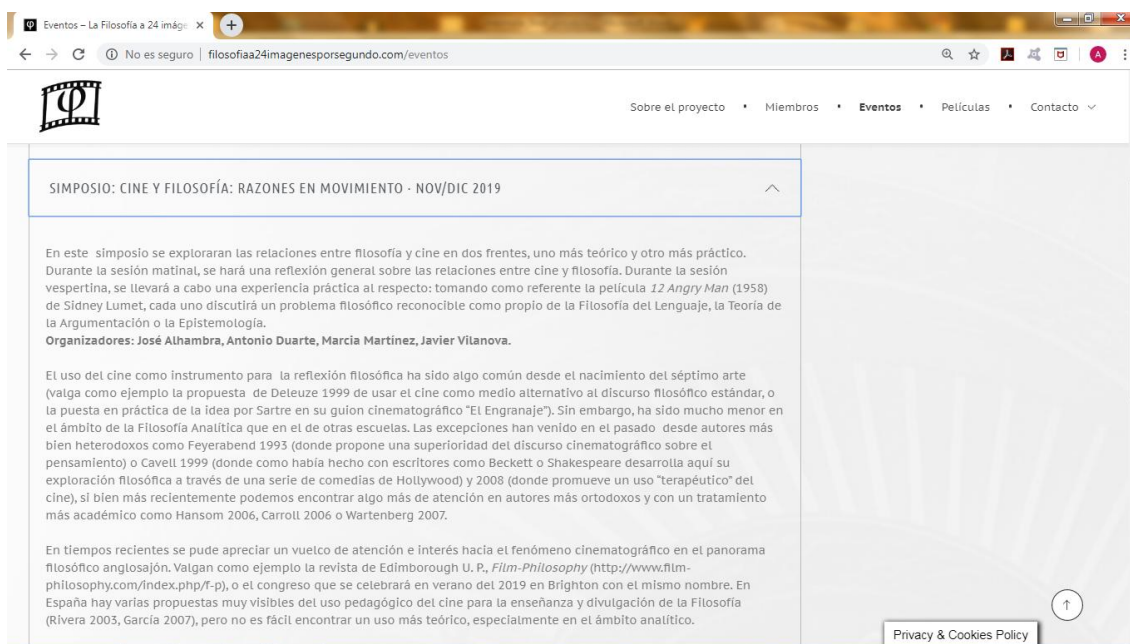 Eventos – La Filosofía a 24 imáge
No es seguro | filosofiaa24imagenesporsegundo.com/eventos
A
φ
Sobre el proyecto • Miembros • Eventos • Películas • Contacto
SIMPOSIO: CINE Y FILOSOFÍA: RAZONES EN MOVIMIENTO - NOV/DIC 2019
En este simposio se exploraran las relaciones entre filosofía y cine en dos frentes, uno más teórico y otro más práctico.
Durante la sesión matinal, se hará una reflexión general sobre las relaciones entre cine y filosofía. Durante la sesión
vespertina, se llevará a cabo una experiencia práctica al respecto: tomando como referente la película 12 Angry Man (1958)
de Sidney Lumet, cada uno discutirá un problema filosófico reconocible como propio de la Filosofía del Lenguaje, la Teoría de
la Argumentación o la Epistemología.
Organizadores: José Alhambra, Antonio Duarte, Marcia Martínez, Javier Vilanova.
El uso del cine como instrumento para la reflexión filosófica ha sido algo común desde el nacimiento del séptimo arte
(valga como ejemplo la propuesta de Deleuze 1999 de usar el cine como medio alternativo al discurso filosófico estándar, o
la puesta en práctica de la idea por Sartre en su guion cinematográfico "El Engranaje"). Sin embargo, ha sido mucho menor en
el ámbito de la Filosofía Analítica que en el de otras escuelas. Las excepciones han venido en el pasado desde autores más
bien heterodoxos como Feyerabend 1993 (donde propone una superioridad del discurso cinematográfico sobre el
pensamiento) o Cavell 1999 (donde como había hecho con escritores como Beckett o Shakespeare desarrolla aquí su
exploración filosófica a través de una serie de comedias de Hollywood) y 2008 (donde promueve un uso "terapéutico" del
cine), si bien más recientemente podemos encontrar algo más de atención en autores más ortodoxos y con un tratamiento
más académico como Hansom 2006, Carroll 2006 o Wartenberg 2007.
En tiempos recientes se pude apreciar un vuelco de atención e interés hacia el fenómeno cinematográfico en el panorama
filosófico anglosajón. Valgan como ejemplo la revista de Edimborough U. P., Film-Philosophy (http://www.film-
philosophy.com/index.php/f-p), o el congreso que se celebrará en verano del 2019 en Brighton con el mismo nombre. En
España hay varias propuestas muy visibles del uso pedagógico del cine para la enseñanza y divulgación de la Filosofía
(Rivera 2003, García 2007), pero no es fácil encontrar un uso más teórico, especialmente en el ámbito analítico.
Privacy & Cookies Policy